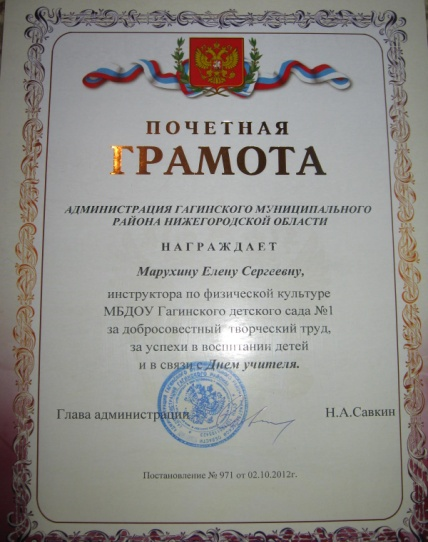 ПОЧЕТНАЯ
ГРАМОТА
АДМИНИСТРАЦИЯ ГАГИНСКОГО МУНИЦИПАЛЬНОГО
РАЙОНА НИЖЕГОРОДСКОЙ ОБЛАСТИ
НАГРАЖДАЕТ
Марухину Елену Сергеевну,
инструктора по физической культуре
МБДОУ Гагинского детского сада №1
за добросовестный творческий труд,
за успехи в воспитании детей
и в связи с Днем учителя.
Глава администрации Н.А.Савкин
Постановление № 971 от 02.10.2012г.